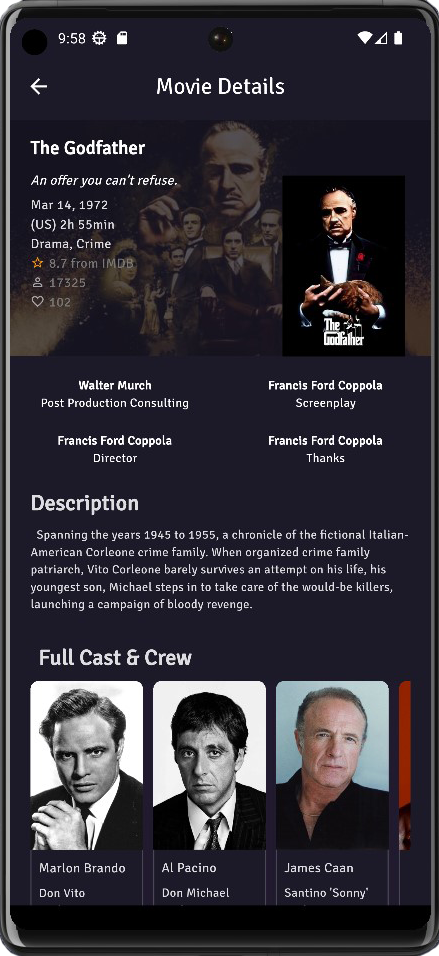 9:58
Movie Details
The Godfather
An offer you can't refuse.
Mar 14, 1972
(US) 2h 55min
Drama, Crime
8.7 from IMDB
17325
102
The
Godfather
Walter Murch
Post Production Consulting
Francis Ford Coppola
Screenplay
Francis Ford Coppola
Director
Francis Ford Coppola
Thanks
Description
Spanning the years 1945 to 1955, a chronicle of the fictional Italian-
American Corleone crime family. When organized crime family
patriarch, Vito Corleone barely survives an attempt on his life, his
youngest son, Michael steps in to take care of the would-be killers,
launching a campaign of bloody revenge.
Full Cast & Crew
Marlon Brando
Don Vito
Al Pacino
Don Michael
James Caan
Santino 'Sonny'